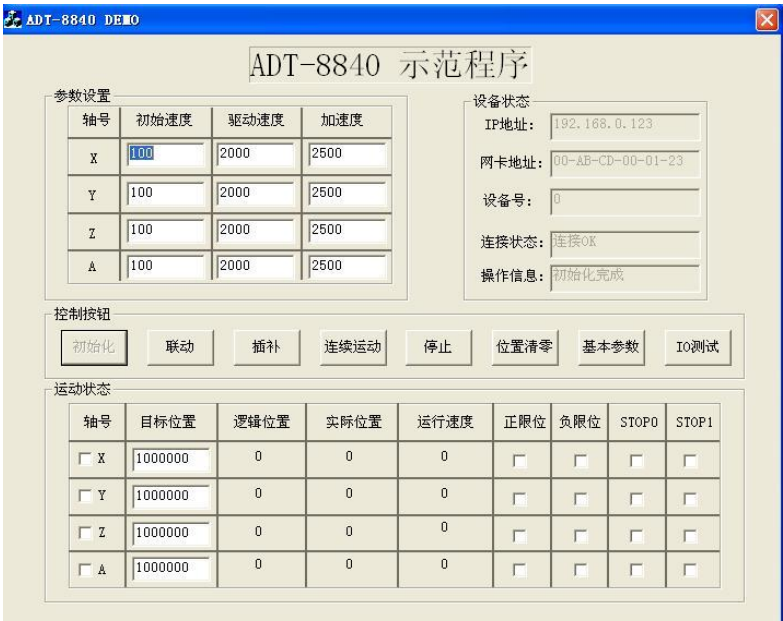 ADT-8840 DEMO
ADT-8840 示范程序
参数设置
轴号 初始速度 驱动速度 加速度
X 100 2000 2500
Y 100 2000 2500
Z 100 2000 2500
A 100 2000 2500
设备状态
IP地址: 192.168.0.123
网卡地址: 00-AB-CD-00-01-23
设备号: 0
连接状态: 连接OK
操作信息: 初始化完成
控制按钮
初始化 联动 插补 连续运动 停止 位置清零 基本参数 IO测试
运动状态
轴号 目标位置 逻辑位置 实际位置 运行速度 正限位 负限位 STOP0 STOP1
X 1000000 0 0 0
Y 1000000 0 0 0
Z 1000000 0 0 0
A 1000000 0 0 0